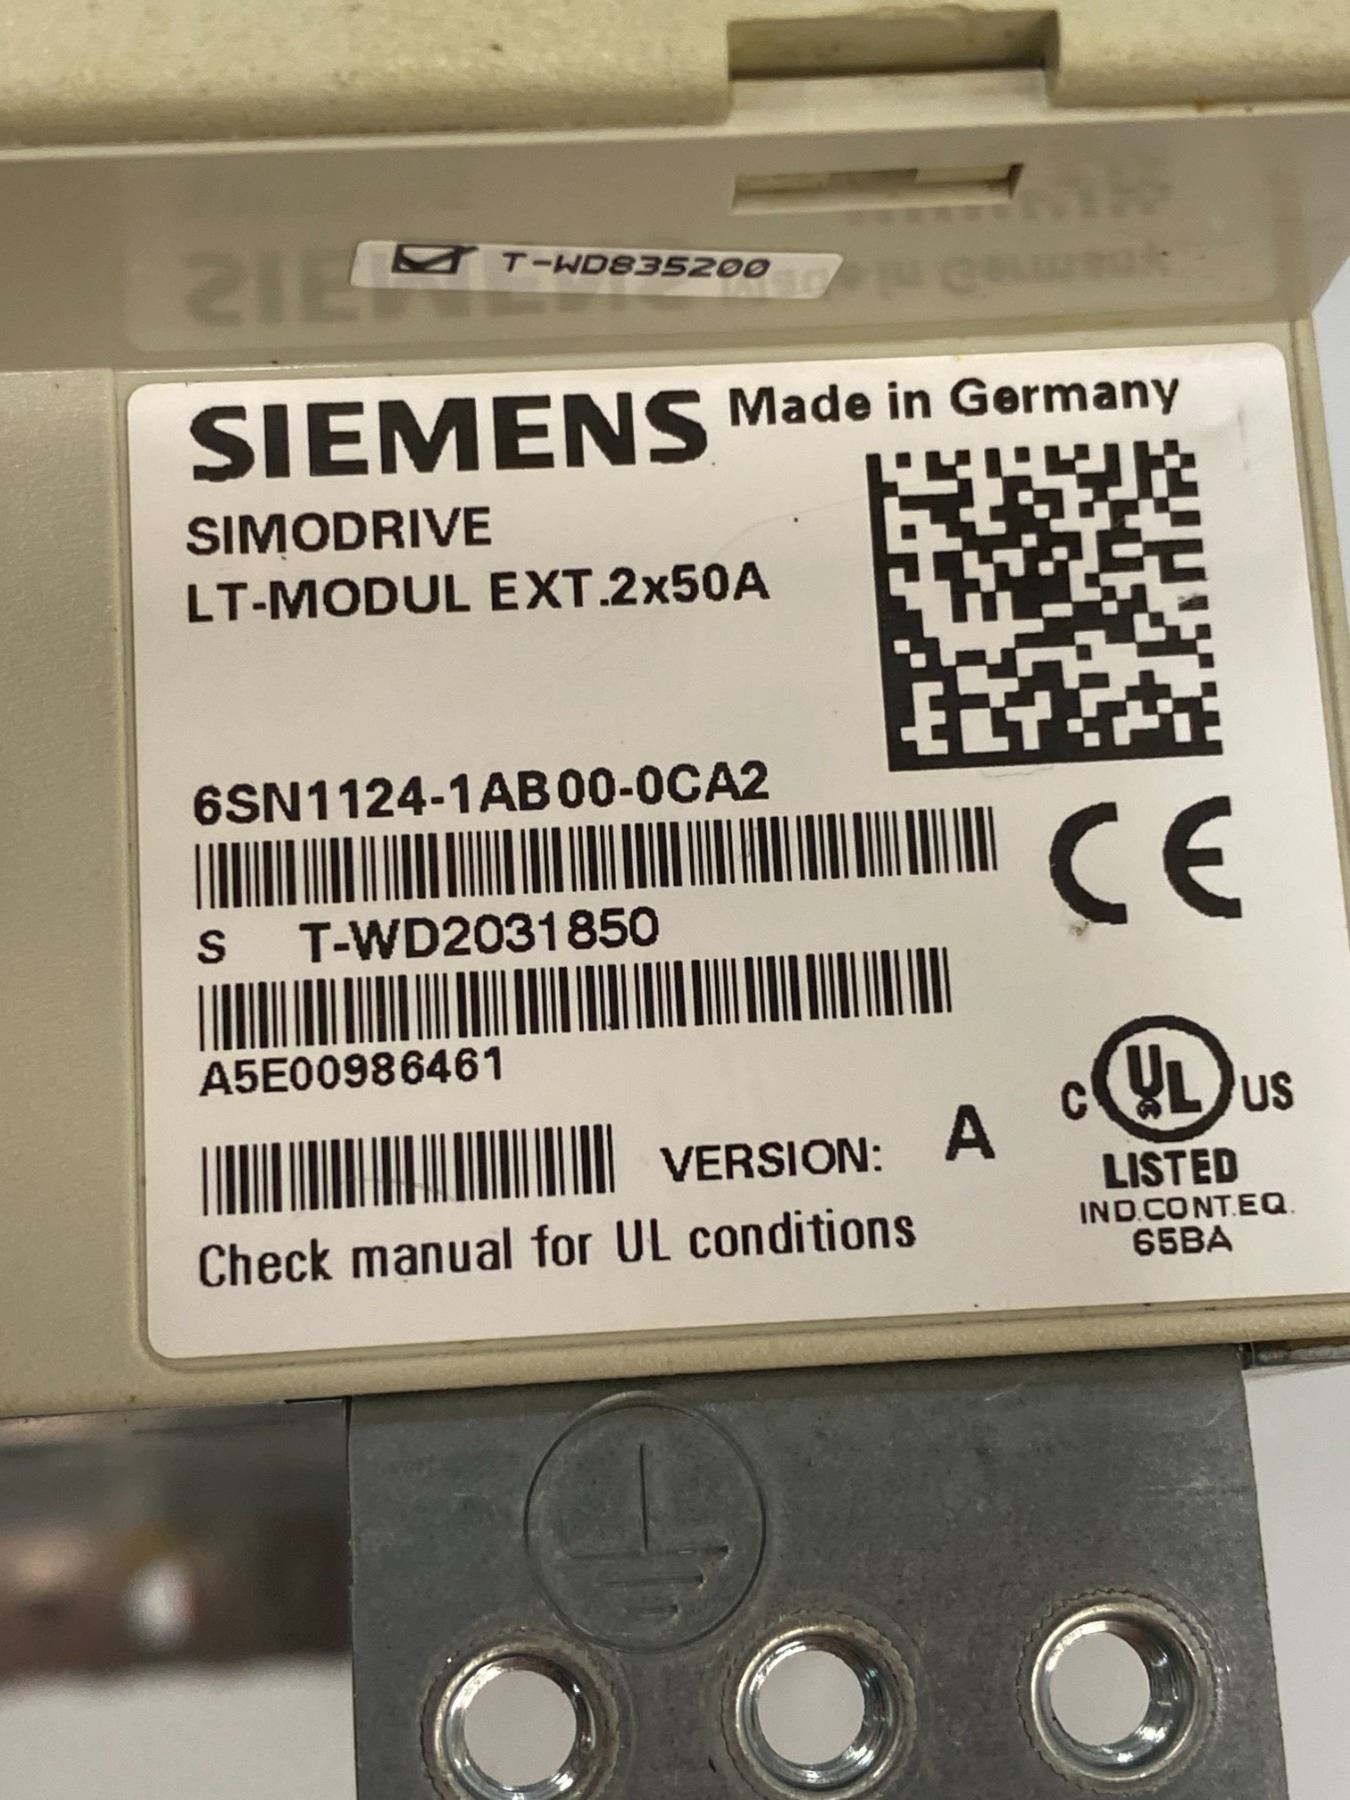 T-WD835200
SIEMENS Made in Germany
SIMODRIVE
LT-MODUL EXT.2x50A
6SN1124-1AB00-0CA2
S T-WD2031850
A5E00986461
VERSION: A
Check manual for UL conditions
CE
C UL US
LISTED
IND.CONT.EQ.
65BA